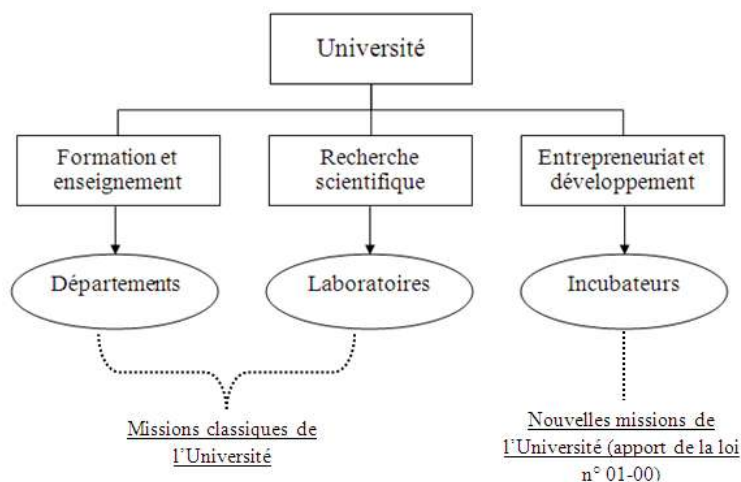 Université
Formation et
enseignement
Recherche
scientifique
Entrepreneuriat et
développement
Départements
Laboratoires
Incubateurs
Missions classiques de
l'Université
Nouvelles missions de
l'Université (apport de la loi
n° 01-00)